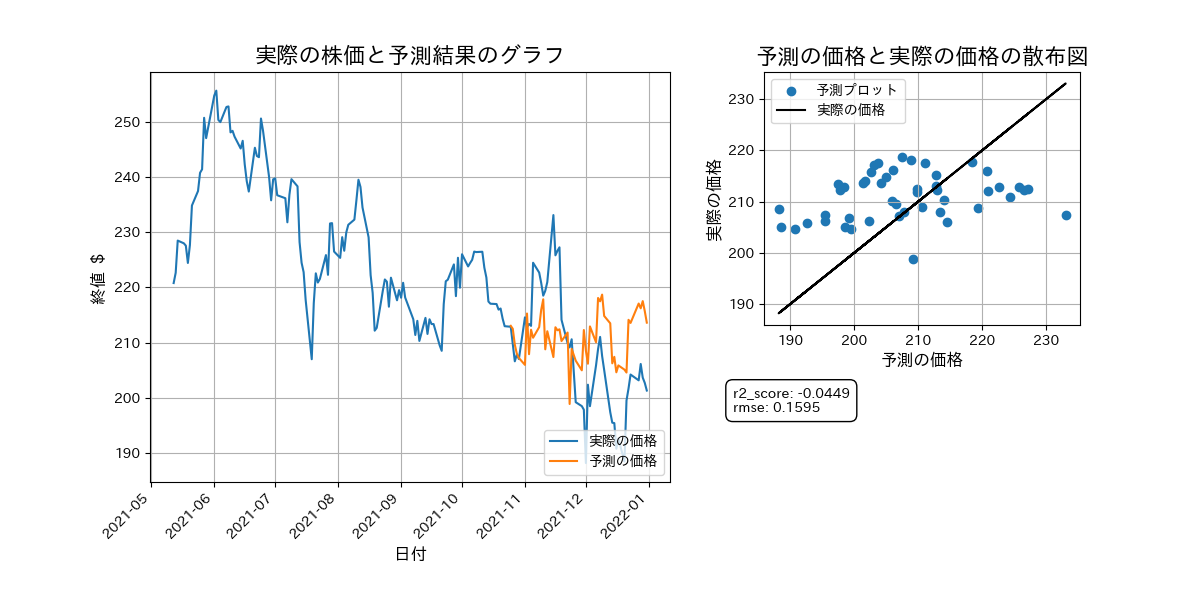 実際の株価と予測結果のグラフ
250
240
230
220
210
200
190
終値 $
2021-05
2021-06
2021-07
2021-08
2021-09
2021-10
2021-11
2021-12
2022-01
日付
実際の価格
予測の価格
予測の価格と実際の価格の散布図
予測プロット
実際の価格
230
220
210
200
190
実際の価格
190
200
210
220
230
予測の価格
r2_score: -0.0449
rmse: 0.1595